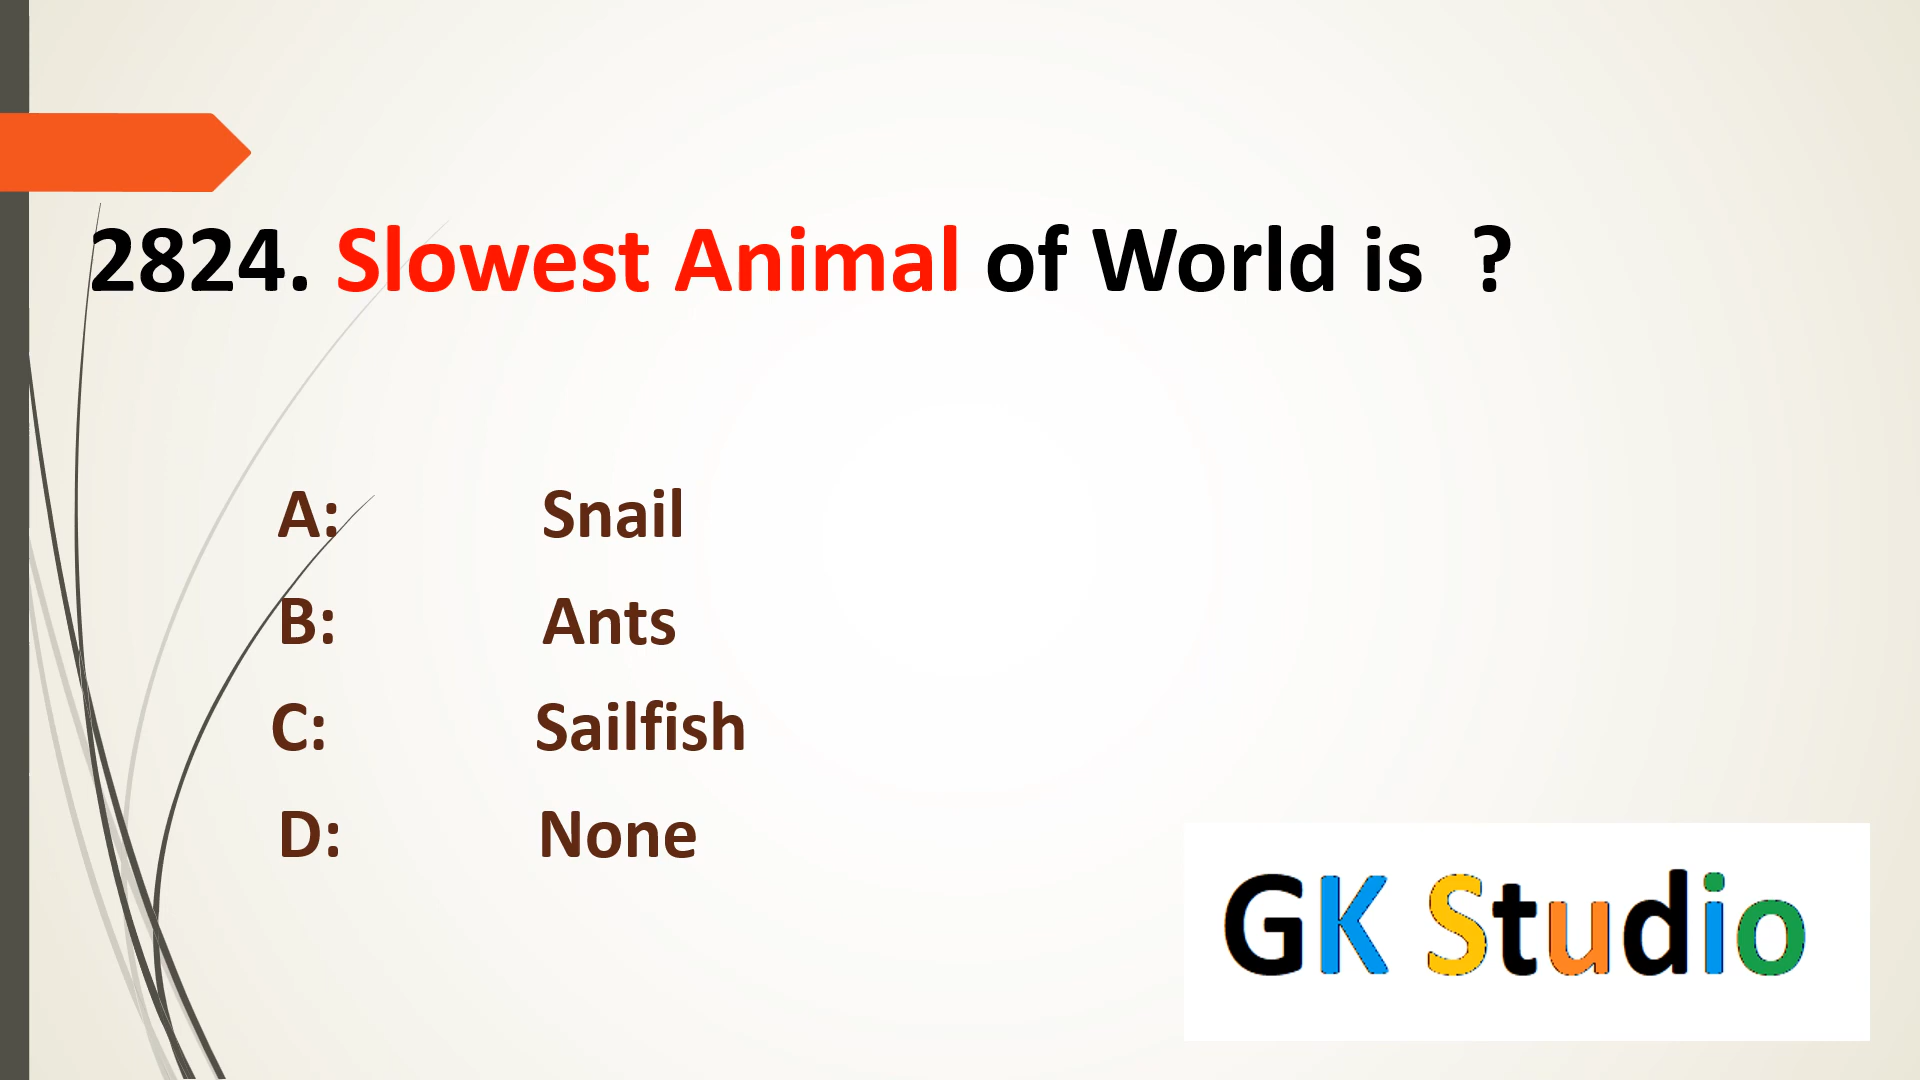 2824. Slowest Animal of World is ?
A: Snail
B: Ants
C: Sailfish
D: None
GK Studio